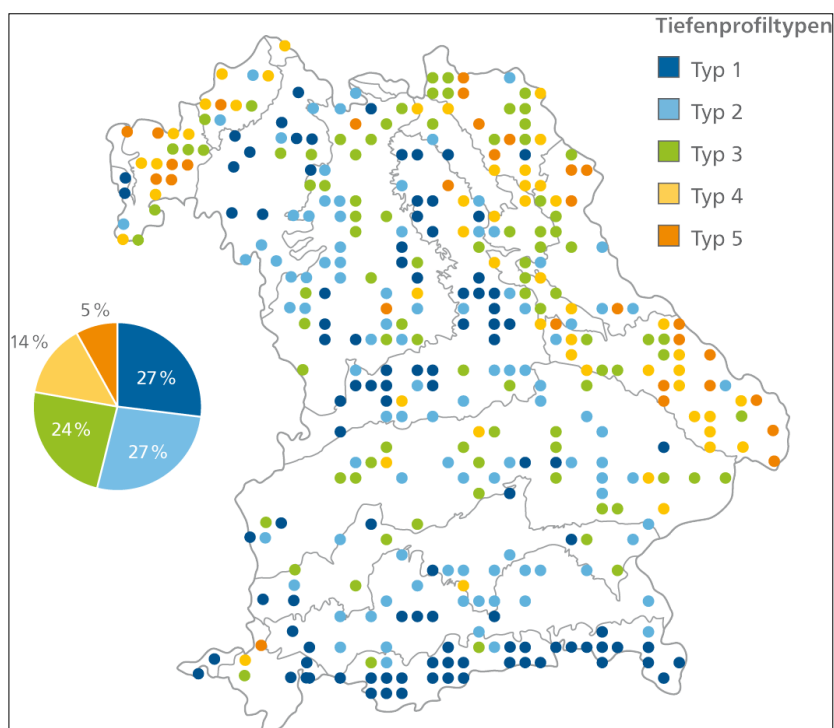 Tiefenprofiltypen
Typ 1
Typ 2
Typ 3
Typ 4
Typ 5
5 %
14 %
27 %
24 %
27 %